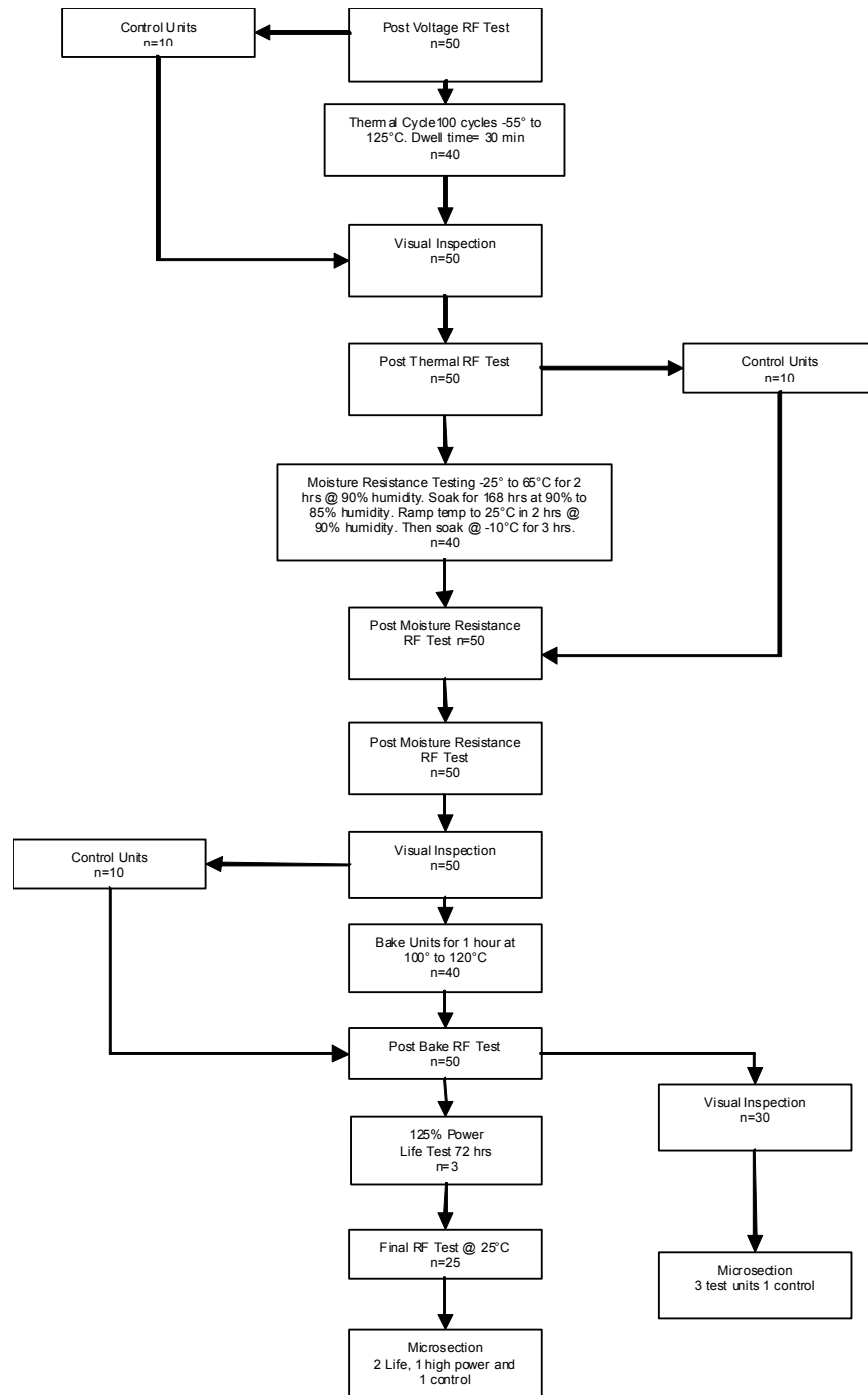 Control Units
n=10
Post Voltage RF Test
n=50
Thermal Cycle100 cycles -55° to
125°C. Dwell time= 30 min
n=40
Visual Inspection
n=50
Post Thermal RF Test
n=50
Control Units
n=10
Moisture Resistance Testing -25° to 65°C for 2
hrs @ 90% humidity. Soak for 168 hrs at 90% to
85% humidity. Ramp temp to 25°C in 2 hrs @
90% humidity. Then soak @ -10°C for 3 hrs.
n=40
Post Moisture Resistance
RF Test n=50
Post Moisture Resistance
RF Test
n=50
Control Units
n=10
Visual Inspection
n=50
Bake Units for 1 hour at
100° to 120°C
n=40
Post Bake RF Test
n=50
Visual Inspection
n=30
125% Power
Life Test 72 hrs
n=3
Final RF Test @ 25°C
n=25
Microsection
3 test units 1 control
Microsection
2 Life, 1 high power and
1 control